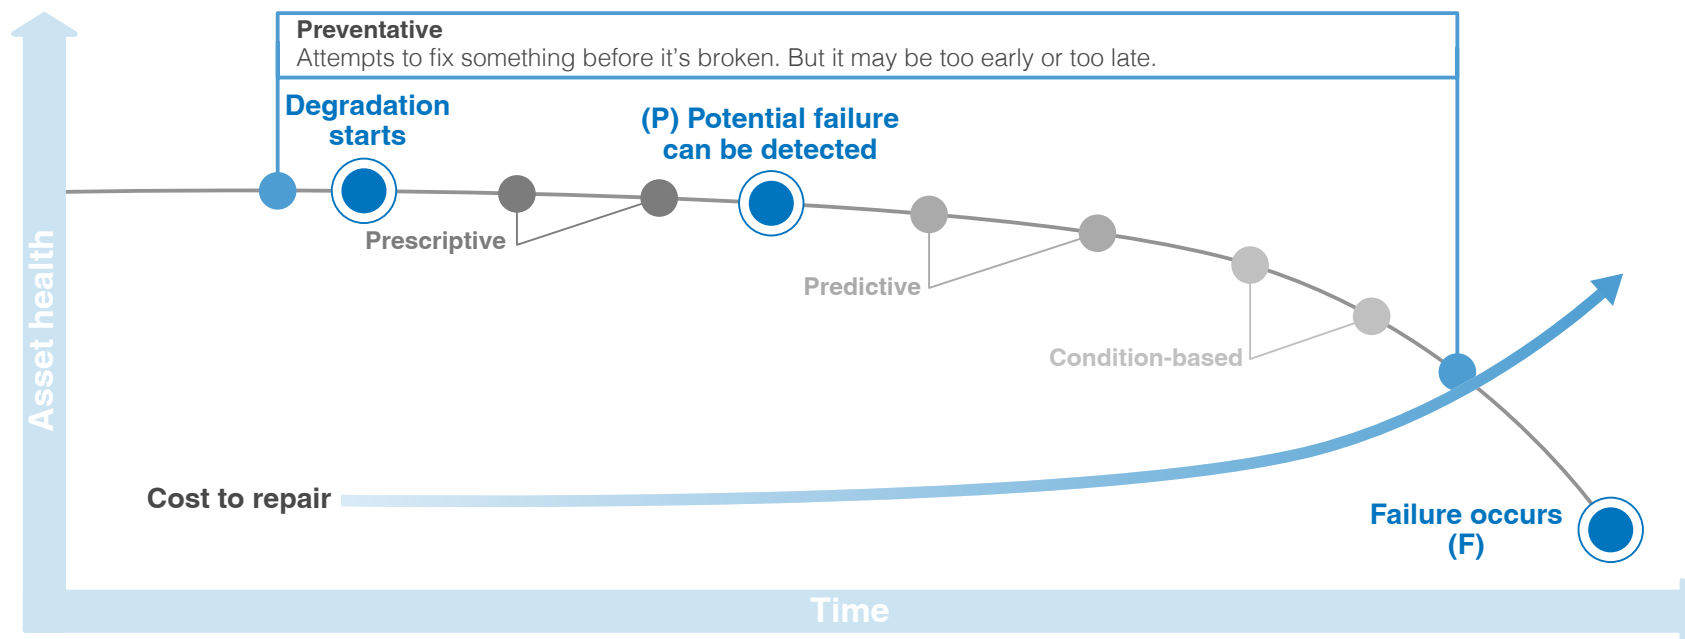 Preventative
Attempts to fix something before it’s broken. But it may be too early or too late.
Degradation
starts
(P) Potential failure
can be detected
Prescriptive
Predictive
Condition-based
Asset health
Cost to repair
Failure occurs
(F)
Time